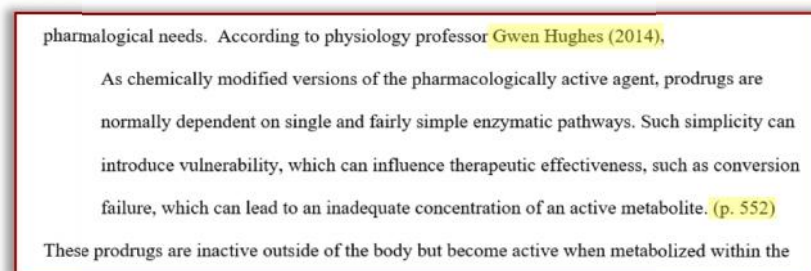 pharmalogical needs.  According to physiology professor Gwen Hughes (2014),
As chemically modified versions of the pharmacologically active agent, prodrugs are
normally dependent on single and fairly simple enzymatic pathways. Such simplicity can
introduce vulnerability, which can influence therapeutic effectiveness, such as conversion
failure, which can lead to an inadequate concentration of an active metabolite. (p. 552)
These prodrugs are inactive outside of the body but become active when metabolized within the